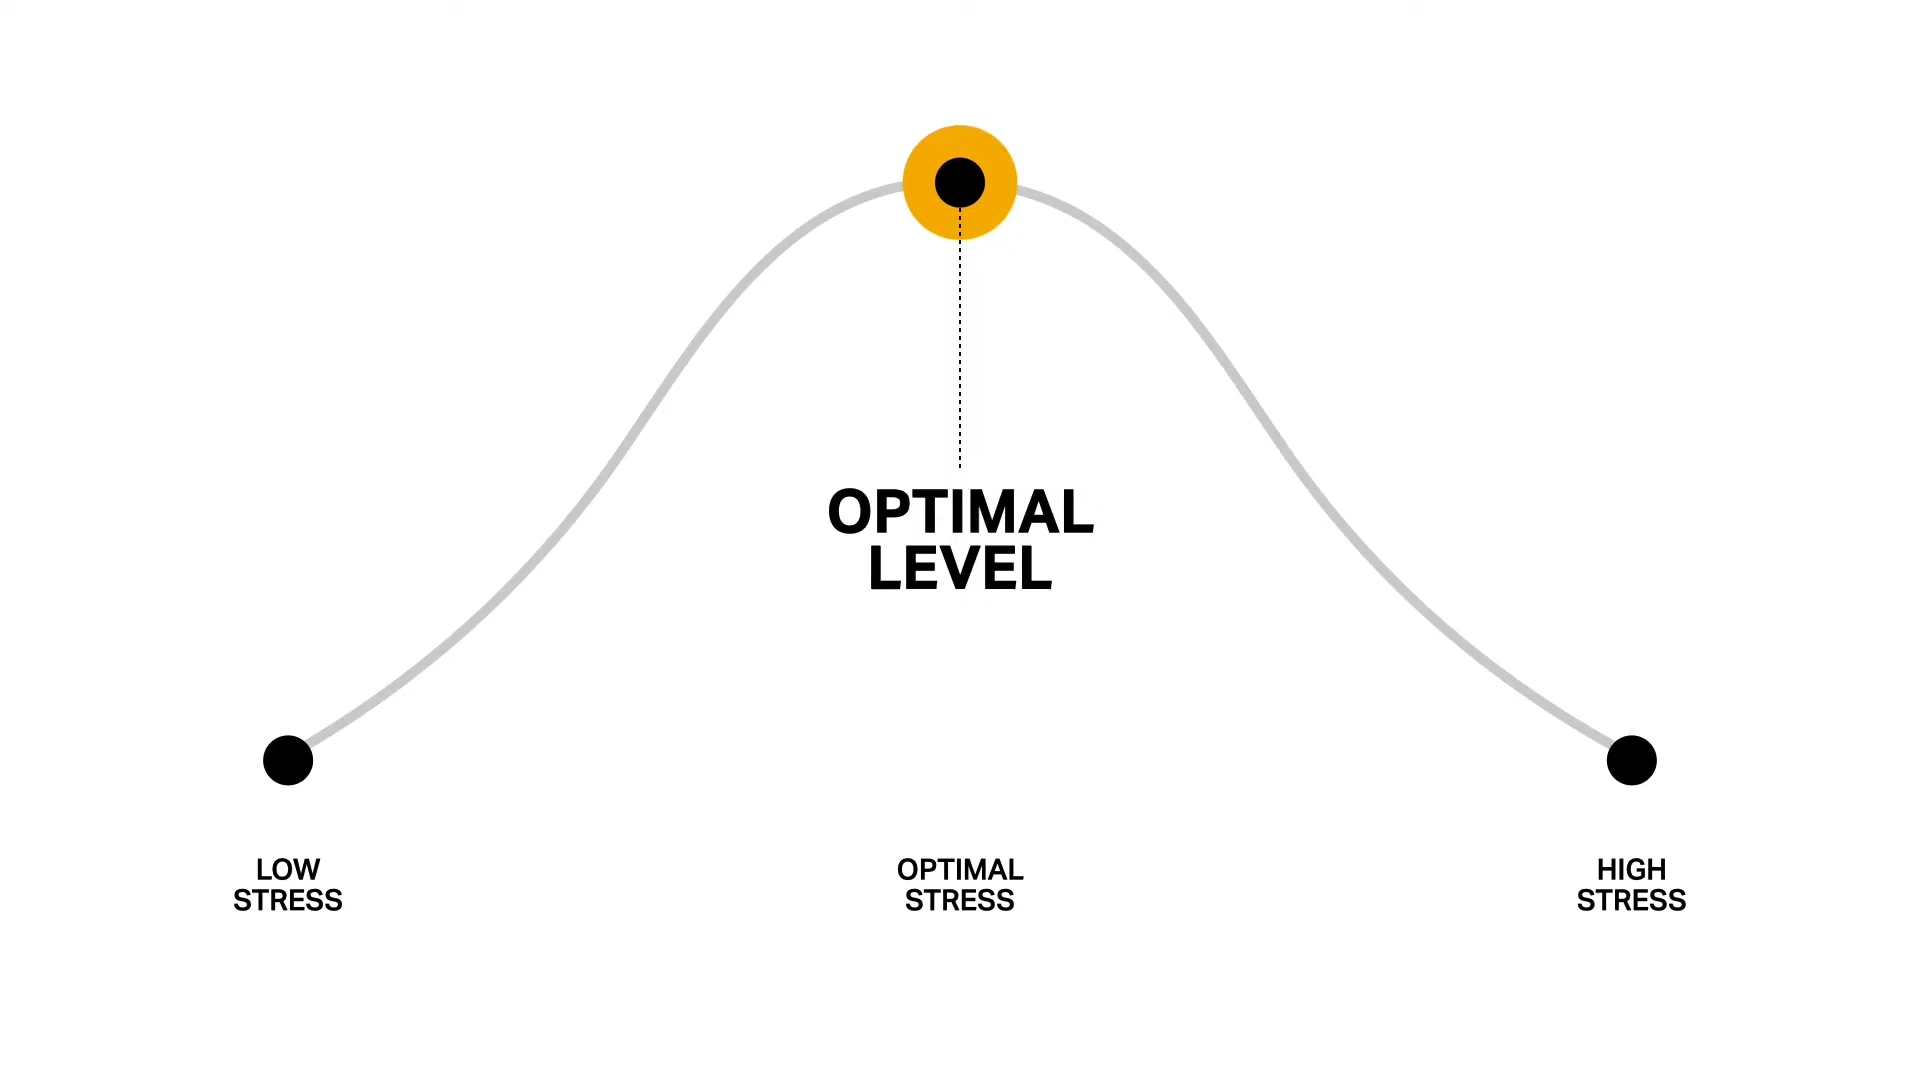 OPTIMAL
LEVEL
LOW
STRESS
OPTIMAL
STRESS
HIGH
STRESS